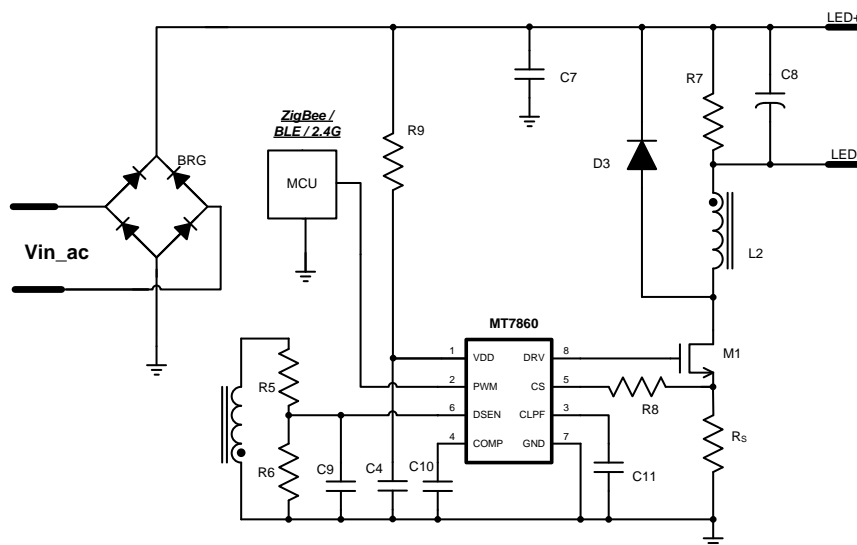 LED+
C7
R7
C8
ZigBee /
BLE / 2.4G
R9
BRG
MCU
D3
LED
Vin_ac
L2
MT7860
M1
1 VDD DRV 8
2 PWM CS 5
R5
R8
6 DSEN CLPF 3
4 COMP GND 7
RS
R6
C9
C4
C10
C11